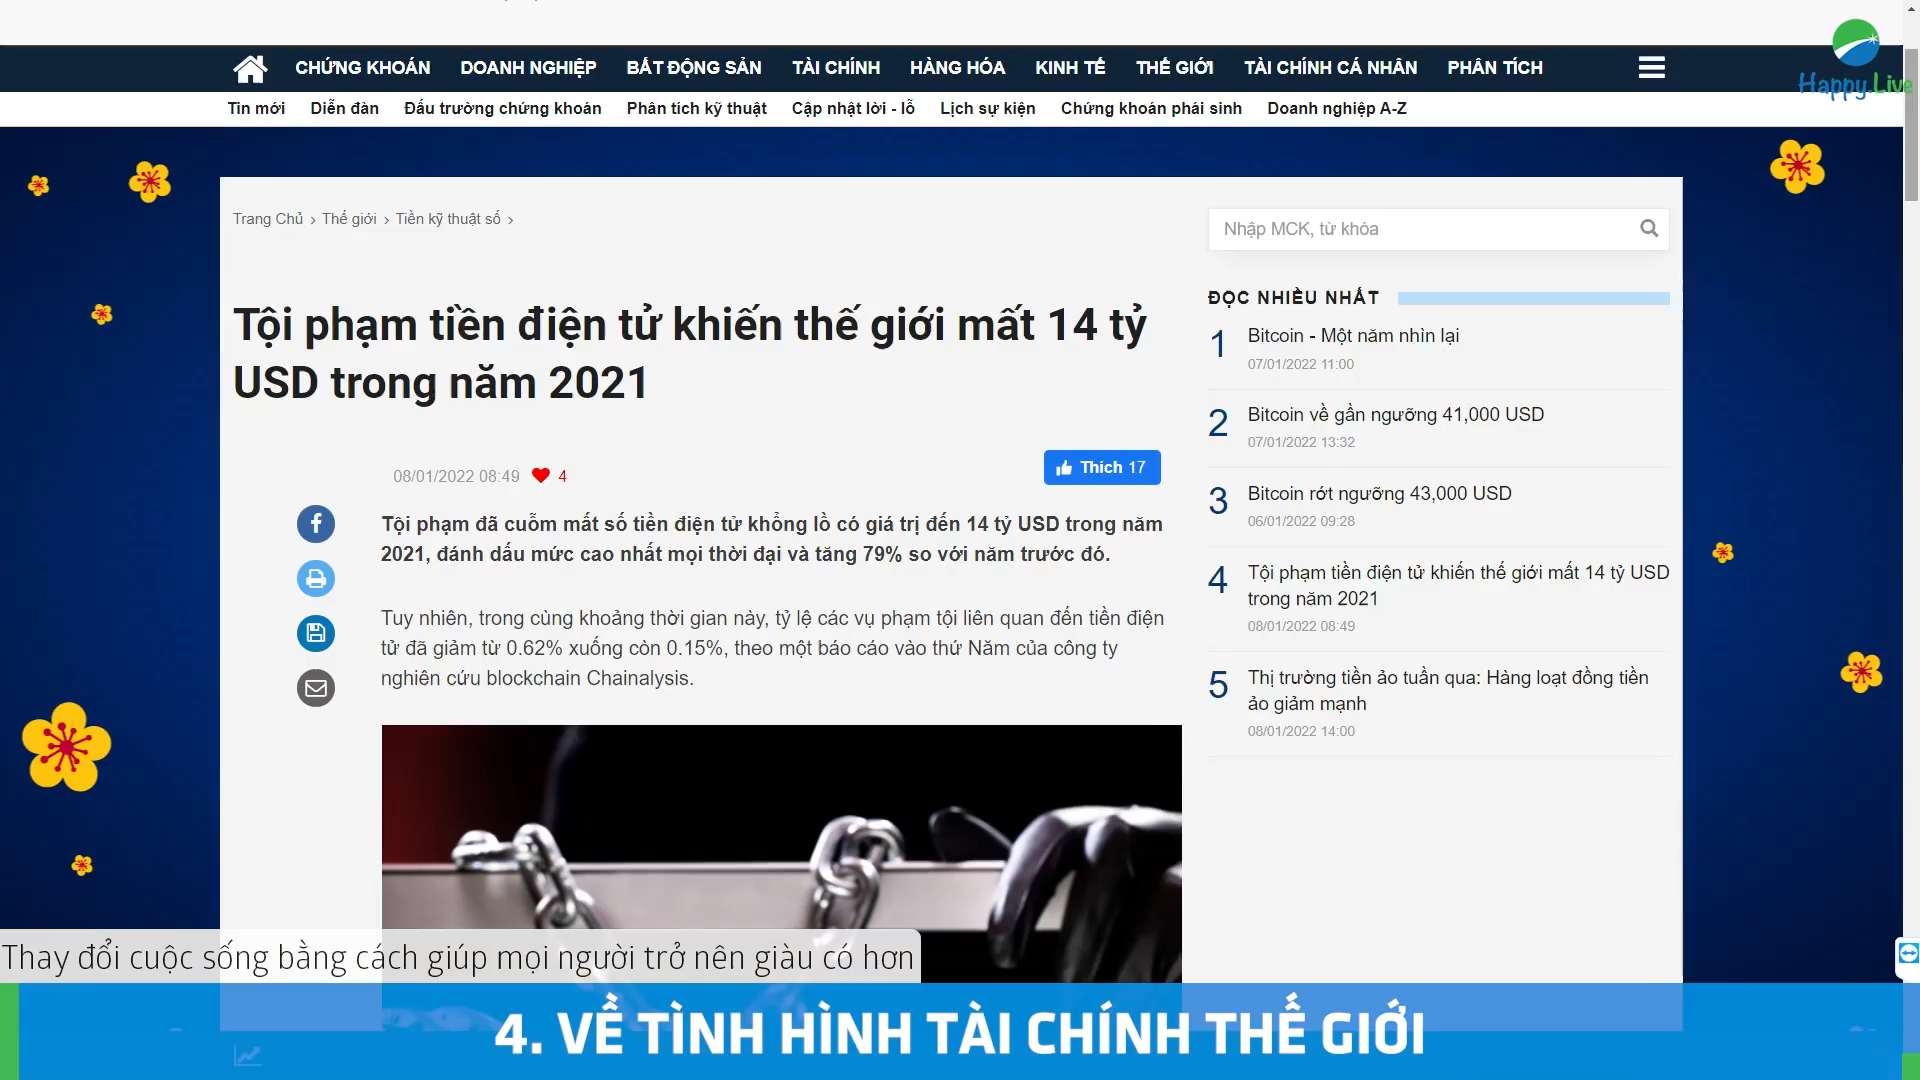 CHỨNG KHOÁN DOANH NGHIỆP BẤT ĐỘNG SẢN TÀI CHÍNH HÀNG HÓA KINH TẾ THẾ GIỚI TÀI CHÍNH CÁ NHÂN PHÂN TÍCH
Happy.Live
Tin mới Diễn đàn Đấu trường chứng khoán Phân tích kỹ thuật Cập nhật lời - lỗ Lịch sự kiện Chứng khoán phái sinh Doanh nghiệp A-Z
Trang Chủ > Thế giới > Tiền kỹ thuật số >
Tội phạm tiền điện tử khiến thế giới mất 14 tỷ
USD trong năm 2021
08/01/2022 08:49 4
Thích 17
Tội phạm đã cuỗm mất số tiền điện tử khổng lồ có giá trị đến 14 tỷ USD trong năm
2021, đánh dấu mức cao nhất mọi thời đại và tăng 79% so với năm trước đó.
Tuy nhiên, trong cùng khoảng thời gian này, tỷ lệ các vụ phạm tội liên quan đến tiền điện
tử đã giảm từ 0.62% xuống còn 0.15%, theo một báo cáo vào thứ Năm của công ty
nghiên cứu blockchain Chainalysis.
Nhập MCK, từ khóa
ĐỌC NHIỀU NHẤT
1 Bitcoin - Một năm nhìn lại
07/01/2022 11:00
2 Bitcoin về gần ngưỡng 41,000 USD
07/01/2022 13:32
3 Bitcoin rớt ngưỡng 43,000 USD
06/01/2022 09:28
4 Tội phạm tiền điện tử khiến thế giới mất 14 tỷ USD
trong năm 2021
08/01/2022 08:49
5 Thị trường tiền ảo tuần qua: Hàng loạt đồng tiền
ảo giảm mạnh
08/01/2022 14:00
Thay đổi cuộc sống bằng cách giúp mọi người trở nên giàu có hơn
4. VỀ TÌNH HÌNH TÀI CHÍNH THẾ GIỚI